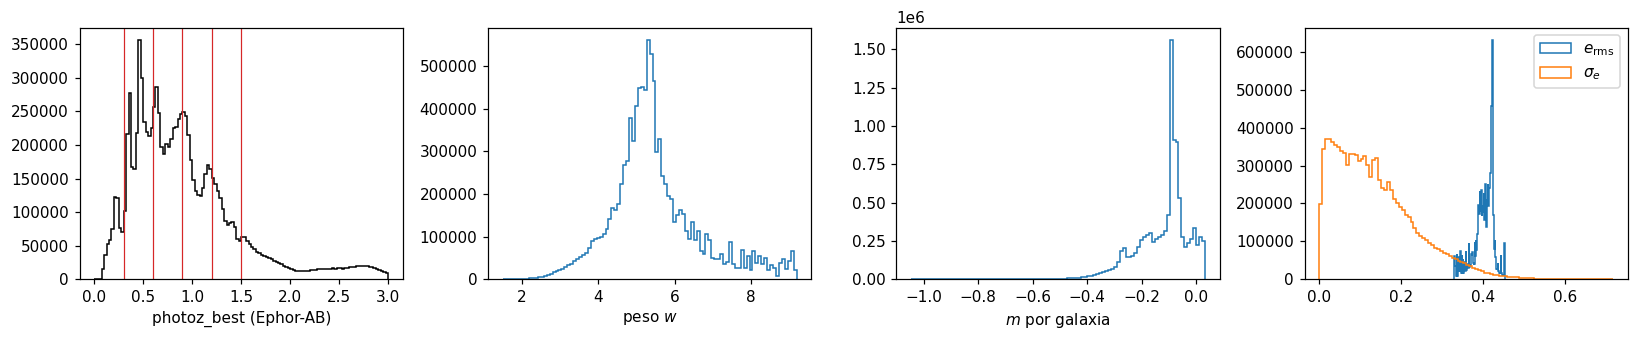 350000
300000
250000
200000
150000
100000
50000
0
0.0 0.5 1.0 1.5 2.0 2.5 3.0
photoz_best (Ephor-AB)
500000
400000
300000
200000
100000
0
2 4 6 8
peso w
1e6
1.50
1.25
1.00
0.75
0.50
0.25
0.00
−1.0 −0.8 −0.6 −0.4 −0.2 0.0
m por galaxia
600000
500000
400000
300000
200000
100000
0
0.0 0.2 0.4 0.6
e_rms
σ_e